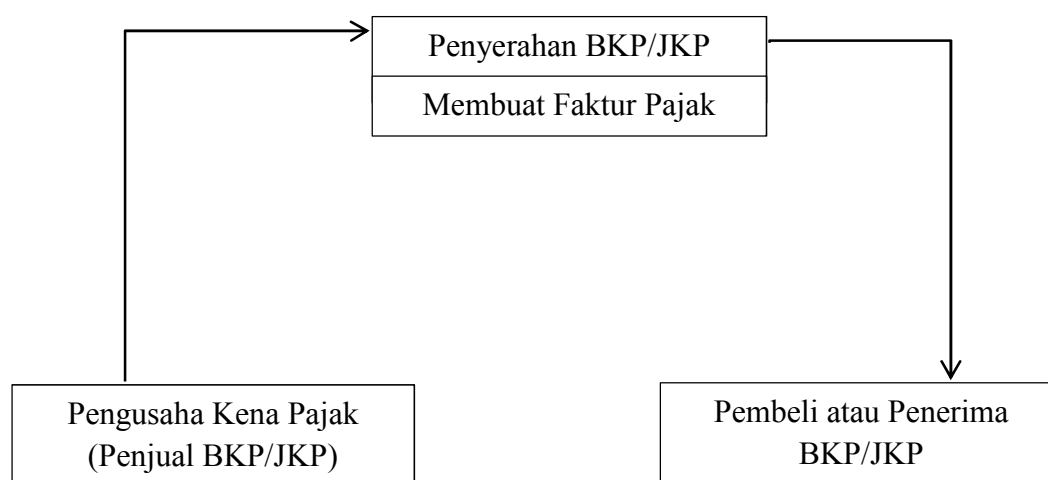 Penyerahan BKP/JKP
Membuat Faktur Pajak
Pengusaha Kena Pajak
(Penjual BKP/JKP)
Pembeli atau Penerima
BKP/JKP